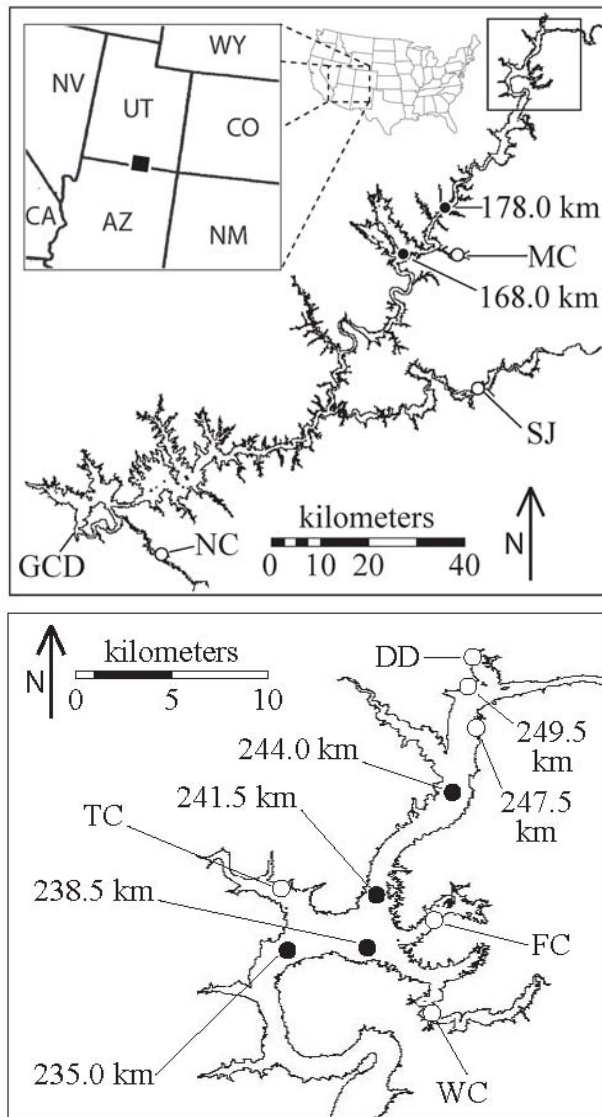 WY
NV
UT
CO
CA
AZ
NM
178.0 km
MC
168.0 km
SJ
kilometers
0 10 20 40
N
NC
GCD
kilometers
0 5 10
N
DD
249.5
km
247.5
km
244.0 km
241.5 km
TC
238.5 km
FC
235.0 km
WC